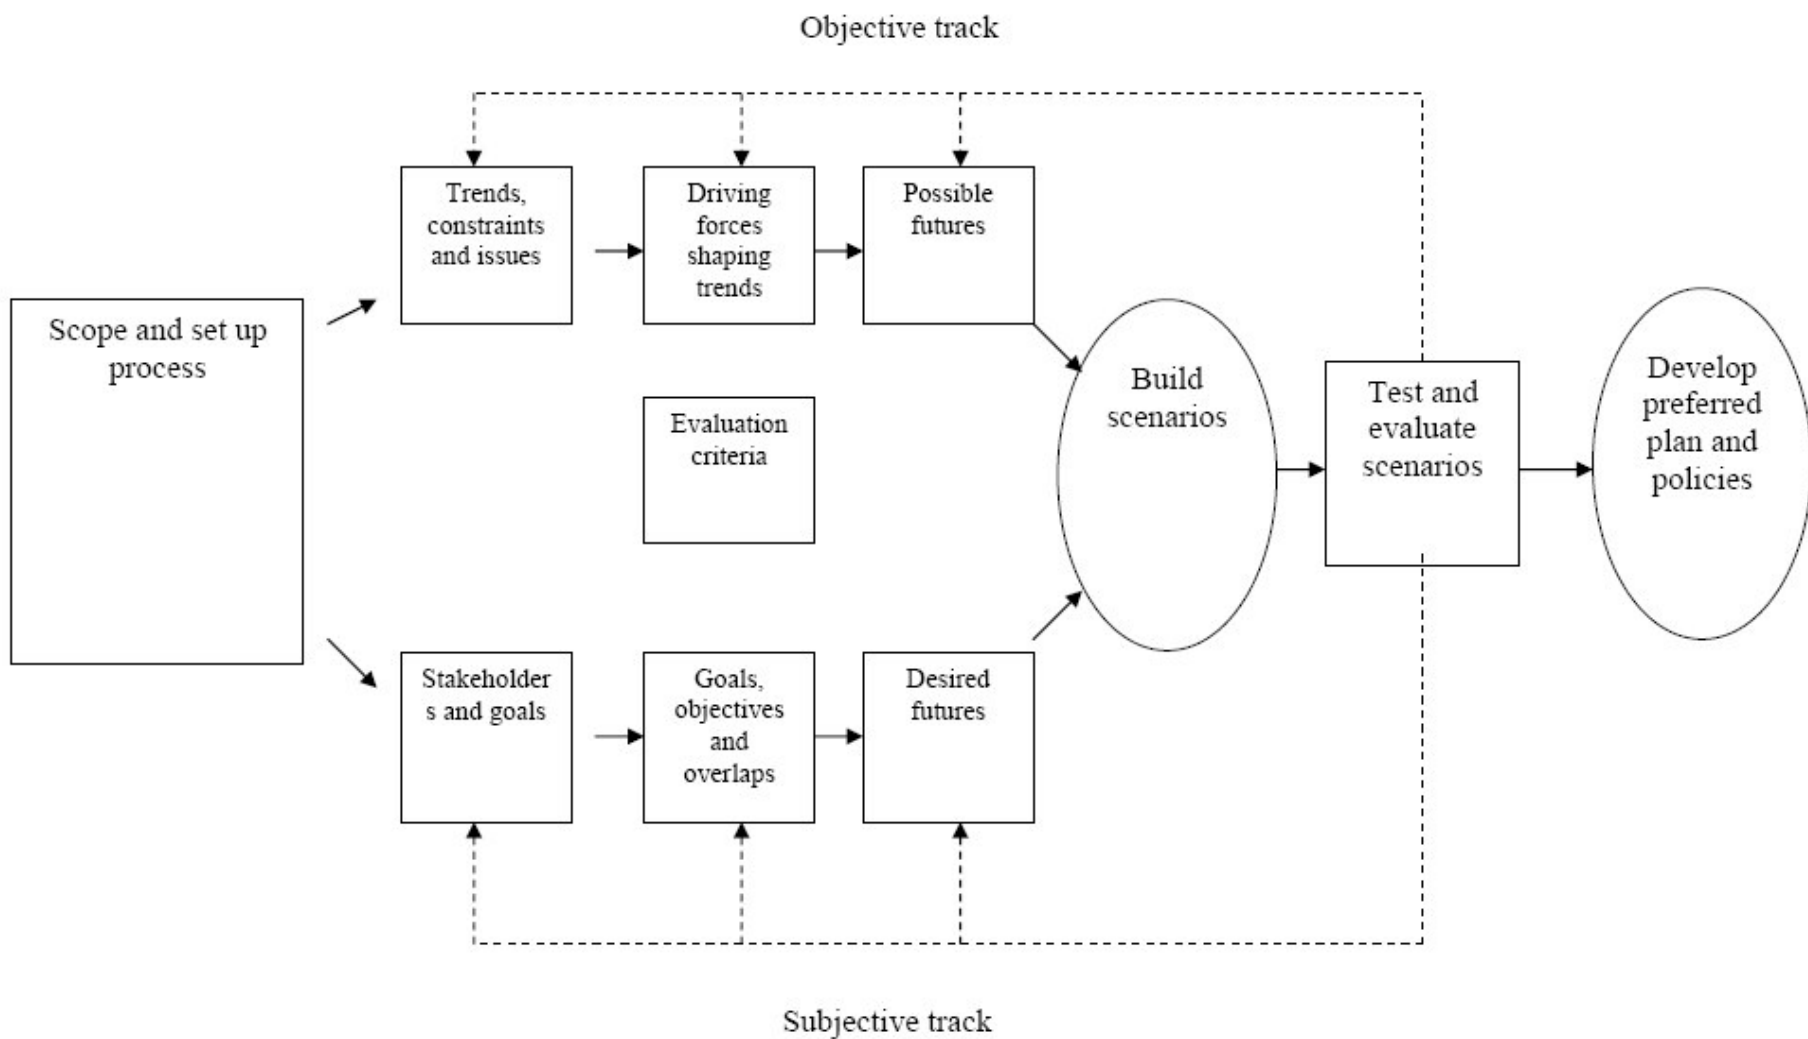 Objective track
Trends,
constraints
and issues
Driving
forces
shaping
trends
Possible
futures
Scope and set up
process
Evaluation
criteria
Build
scenarios
Test and
evaluate
scenarios
Develop
preferred
plan and
policies
Stakeholder
s and goals
Goals,
objectives
and
overlaps
Desired
futures
Subjective track